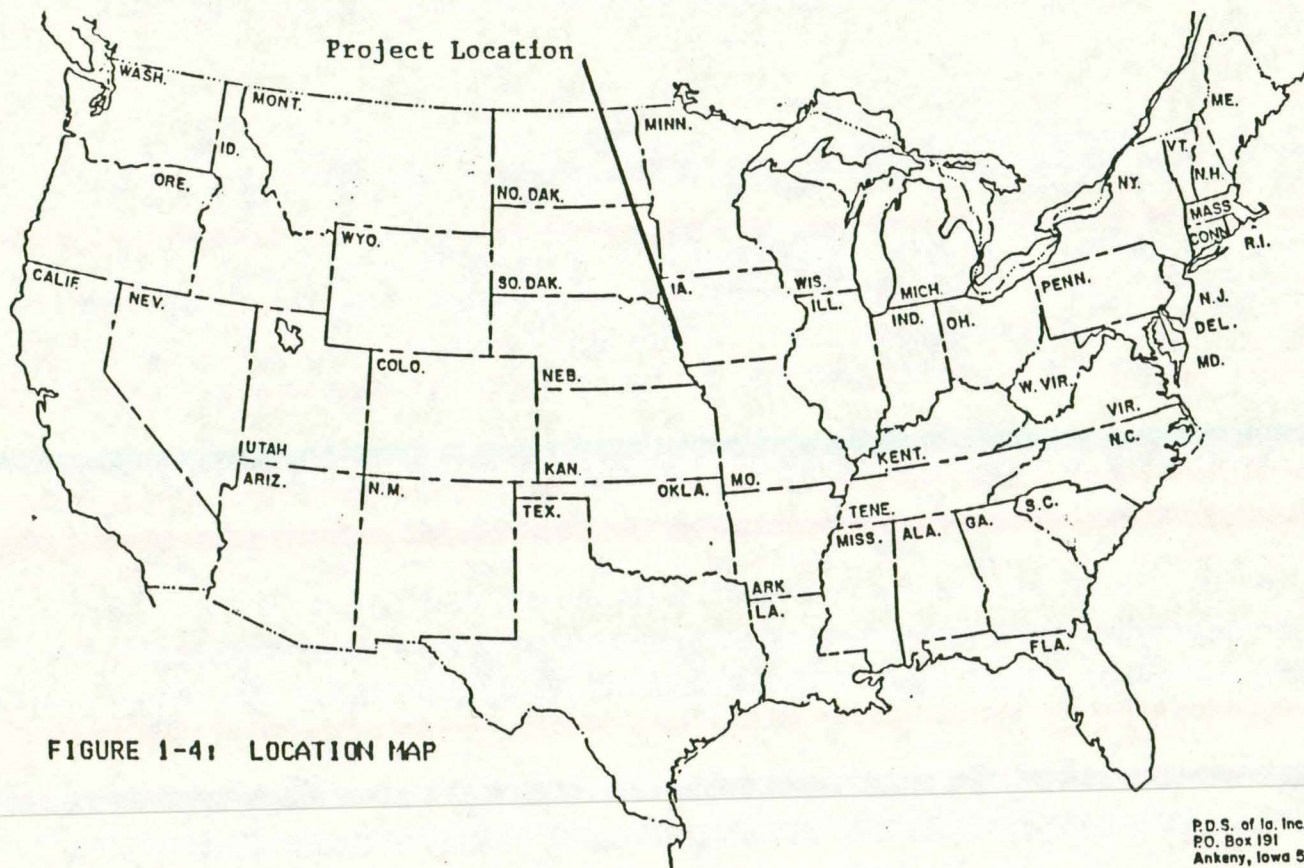 Project Location
WASH.
MONT.
MINN.
ME.
ID.
VT.
N.H.
ORE.
NY.
NO. DAK.
MASS
CONN
R.I.
WYO.
CALIF.
NEV.
SO. DAK.
IA.
WIS.
MICH.
PENN.
ILL.
IND.
OH.
N.J.
DEL.
MD.
COLO.
NEB.
W. VIR.
VIR.
N.C.
UTAH
ARIZ.
N.M.
KAN.
OKLA.
MO.
KENT.
TEX.
TENE.
S.C.
MISS.
ALA.
GA.
ARK
LA.
FLA.
FIGURE 1-4: LOCATION MAP
P.D.S. of Ia. Inc
P.O. Box 191
Ankeny, Iowa 5